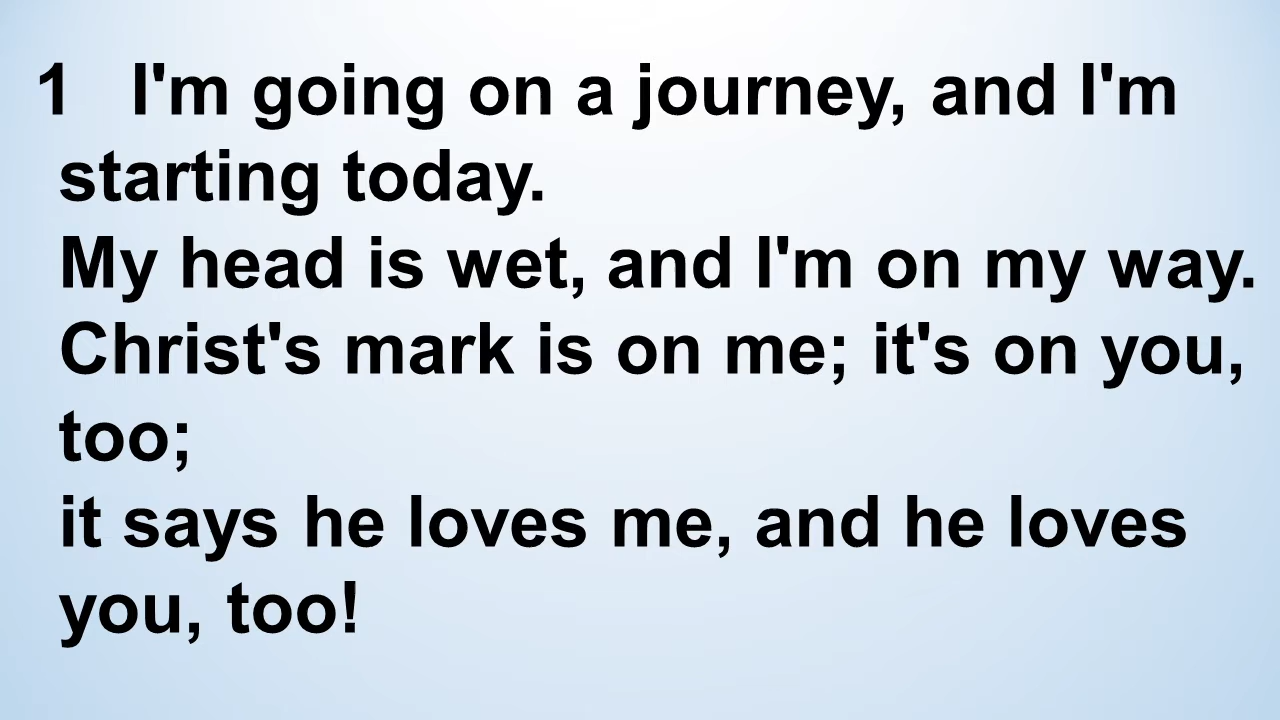 1 I'm going on a journey, and I'm
starting today.
My head is wet, and I'm on my way.
Christ's mark is on me; it's on you,
too;
it says he loves me, and he loves
you, too!